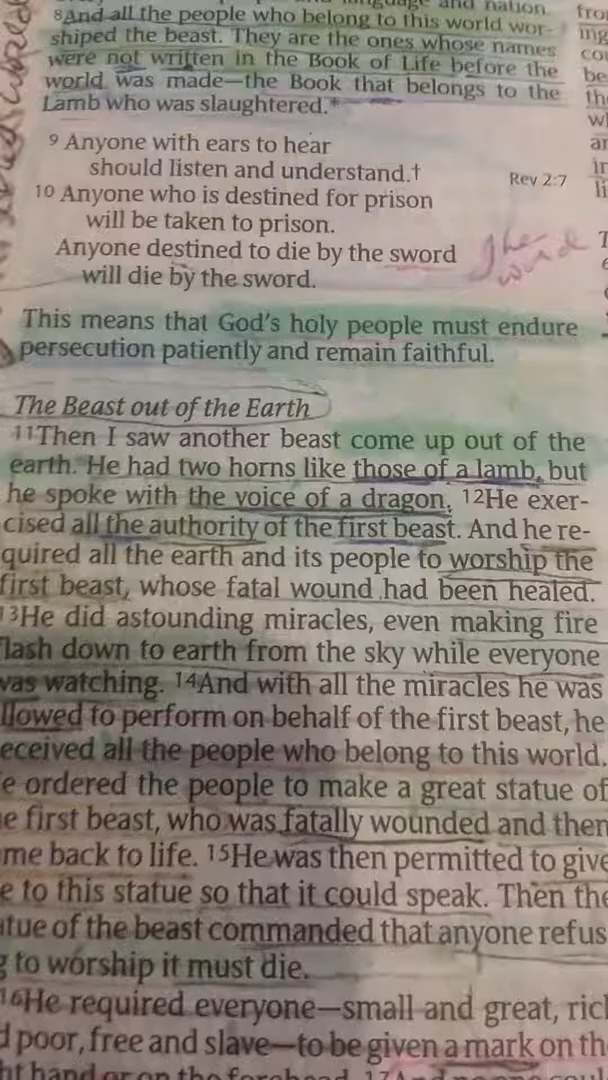 language and nation.
8And all the people who belong to this world wor-
shiped the beast. They are the ones whose names
were not written in the Book of Life before the
world was made—the Book that belongs to the
Lamb who was slaughtered.*
9 Anyone with ears to hear
should listen and understand.†
Rev 2:7
10 Anyone who is destined for prison
will be taken to prison.
Anyone destined to die by the sword
will die by the sword.
the
word
This means that God's holy people must endure
persecution patiently and remain faithful.
The Beast out of the Earth
11Then I saw another beast come up out of the
earth. He had two horns like those of a lamb, but
he spoke with the voice of a dragon. 12He exer-
cised all the authority of the first beast. And he re-
quired all the earth and its people to worship the
first beast, whose fatal wound had been healed.
13He did astounding miracles, even making fire
flash down to earth from the sky while everyone
was watching. 14And with all the miracles he was
llowed to perform on behalf of the first beast, he
eceived all the people who belong to this world.
e ordered the people to make a great statue of
e first beast, who was fatally wounded and then
me back to life. 15He was then permitted to give
e to this statue so that it could speak. Then the
atue of the beast commanded that anyone refus
g to worship it must die.
16He required everyone—small and great, rich
d poor, free and slave—to be given a mark on th
ht hand or on the forehead. 17And